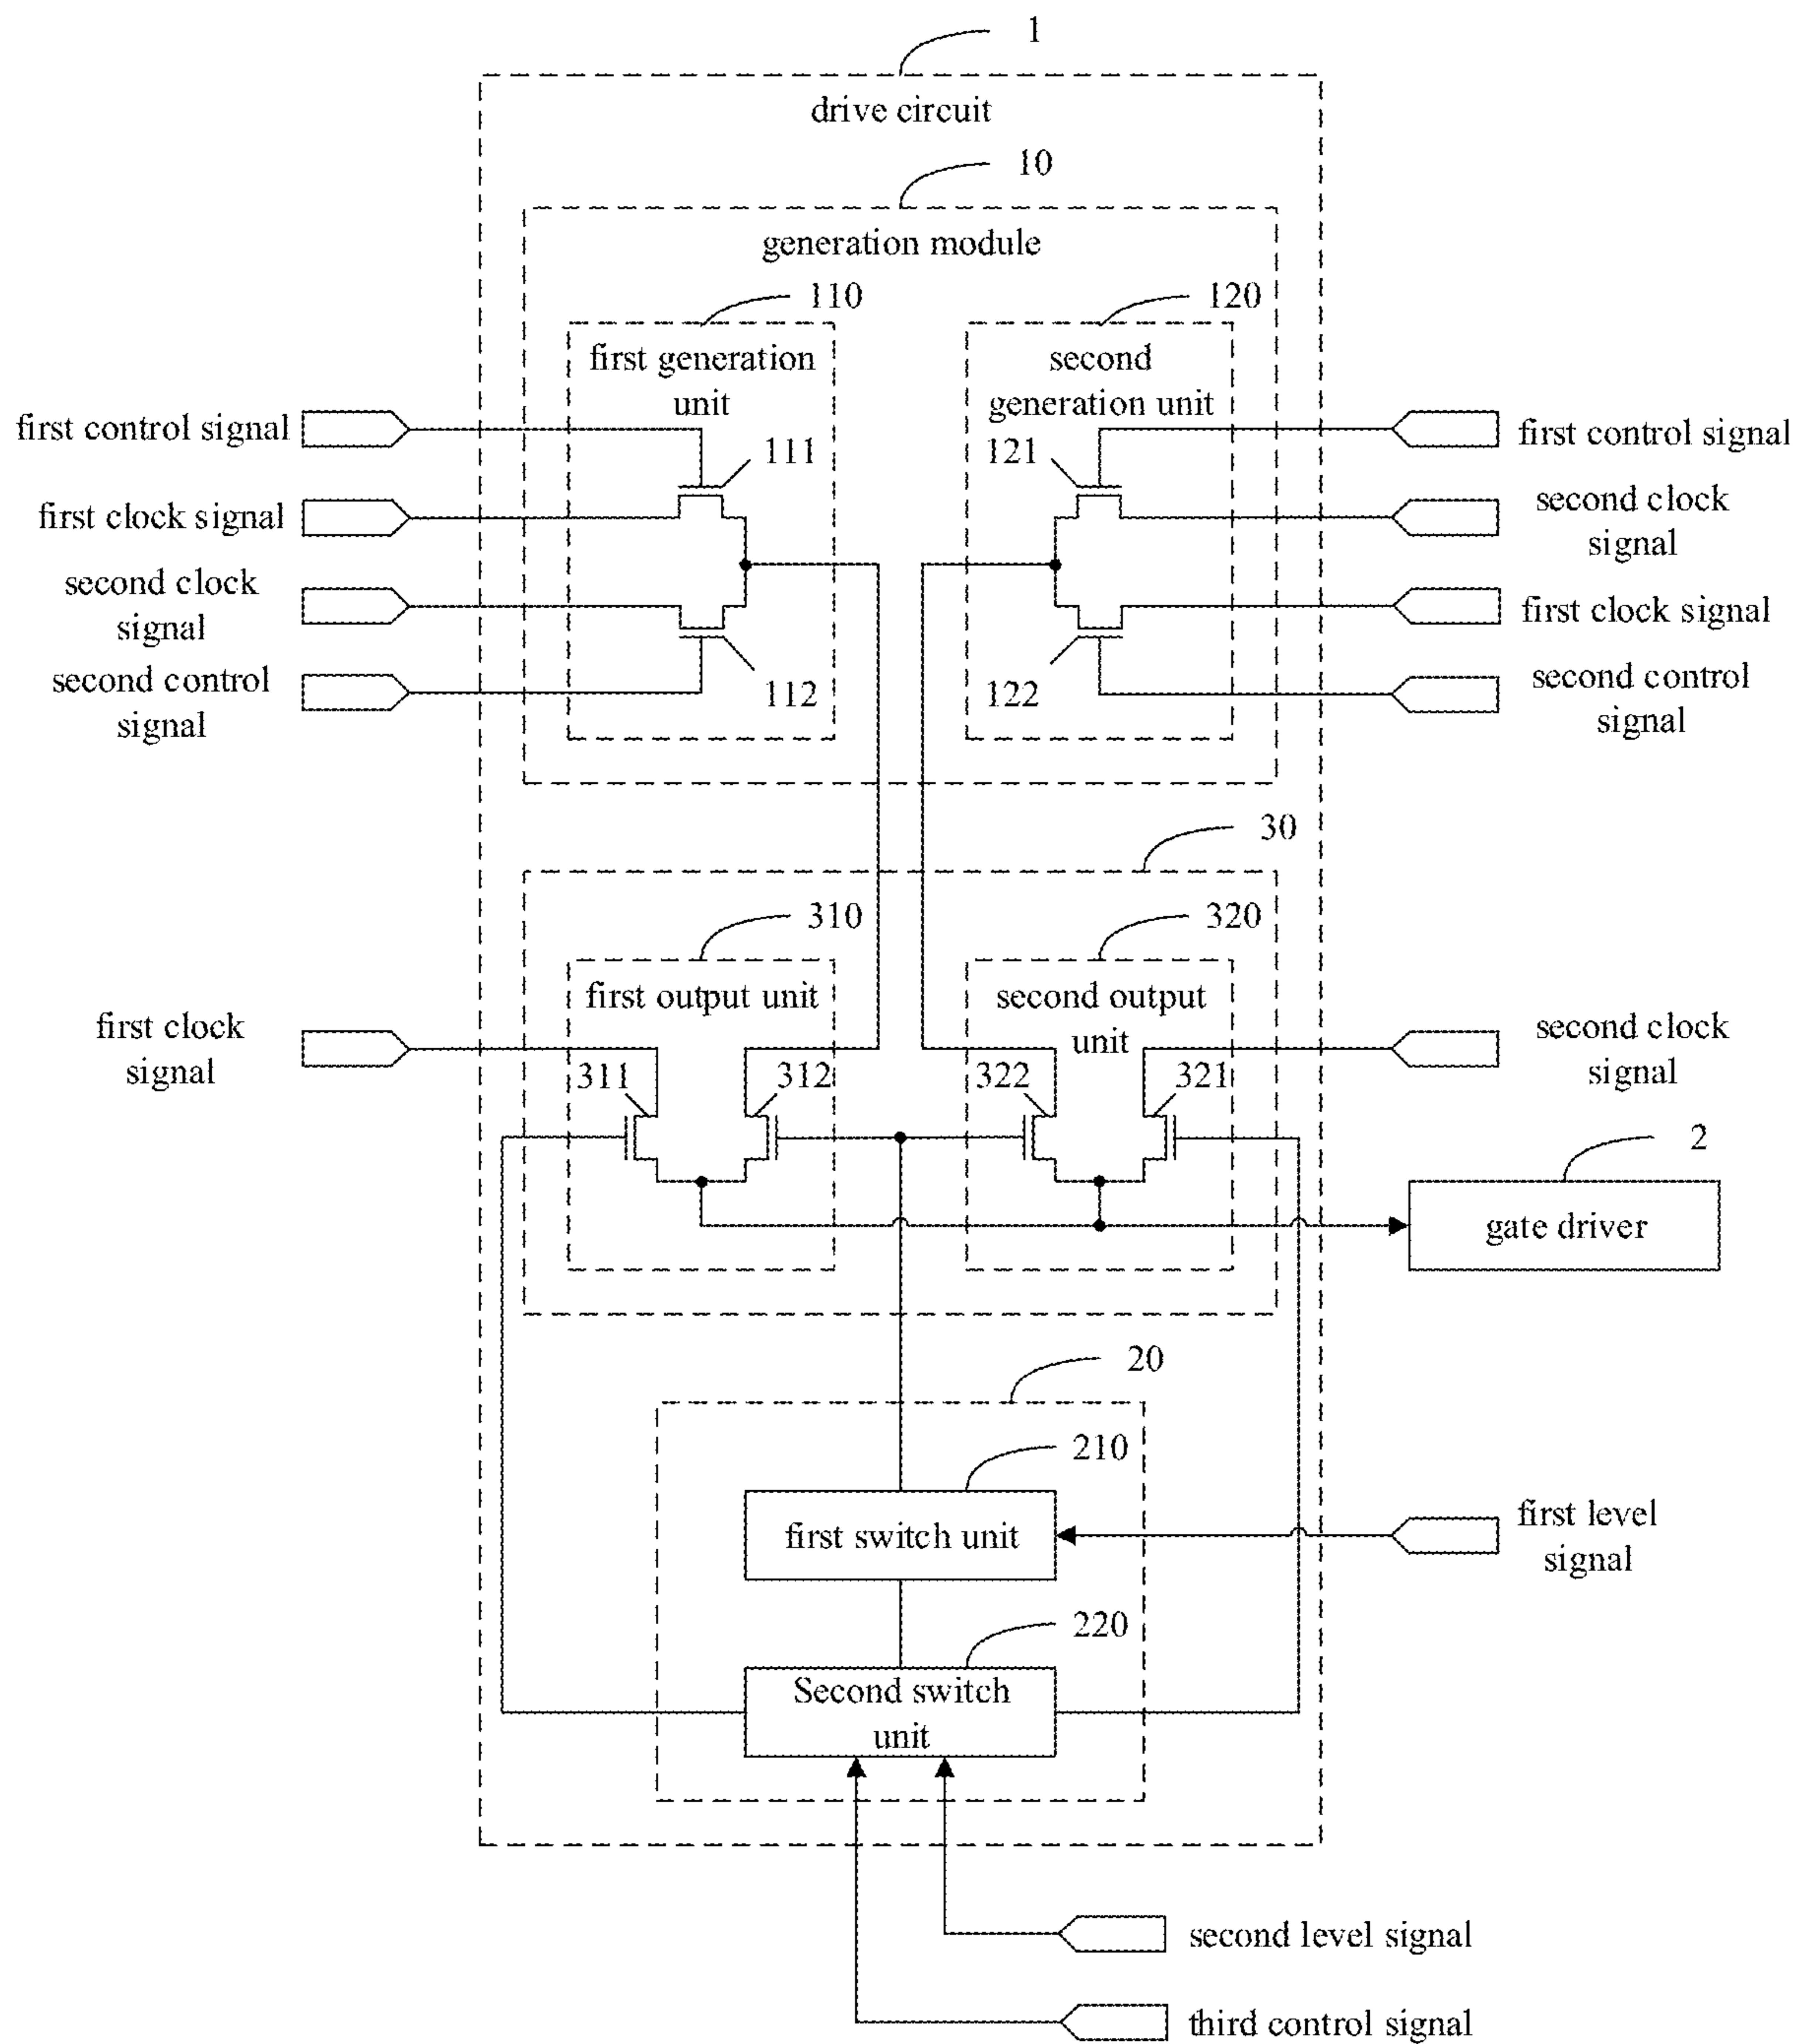 1
drive circuit
10
generation module
110
120
first generation
unit
second
generation unit
first control signal
first control signal
111
121
first clock signal
second clock
signal
second clock
signal
first clock signal
second control
signal
112
122
second control
signal
30
310
320
first output unit
second output
unit
first clock
signal
second clock
signal
311
312
322
321
2
gate driver
20
210
first switch unit
first level
signal
220
Second switch
unit
second level signal
third control signal